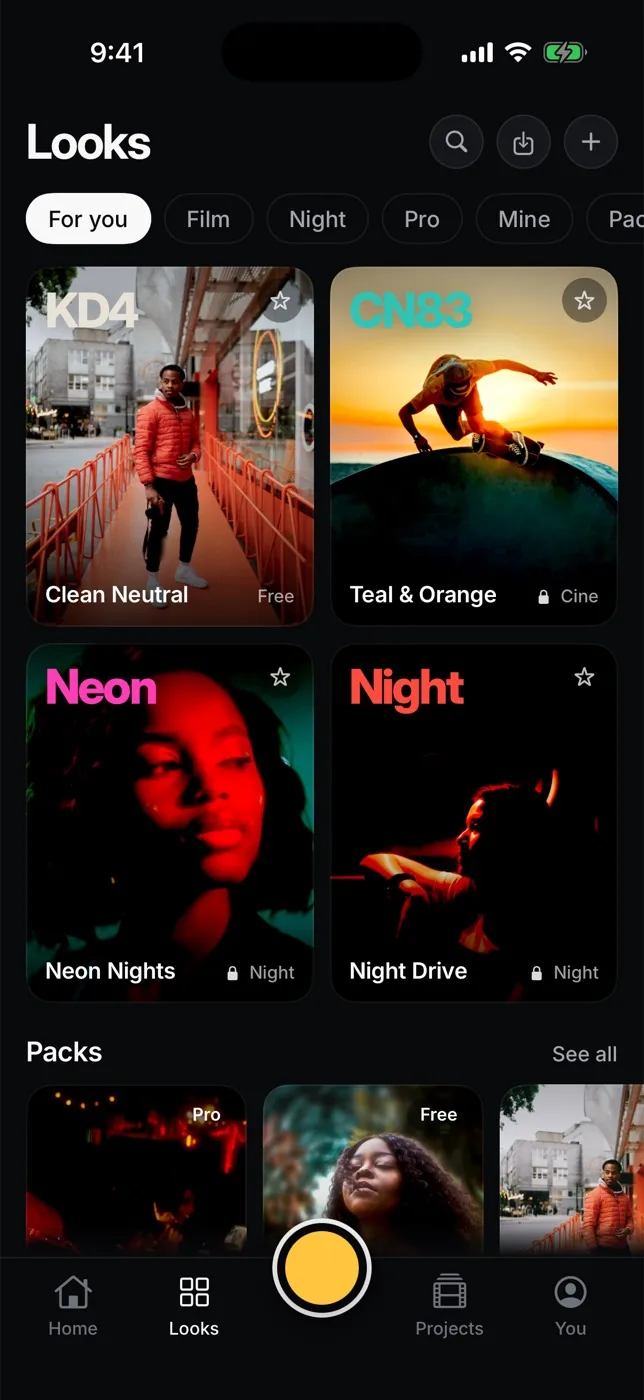 9:41
Looks
For you
Film
Night
Pro
Mine
Pac
KD4
Clean Neutral
Free
CN83
Teal & Orange
Cine
Neon
Neon Nights
Night
Night
Night Drive
Night
Packs
See all
Pro
Free
Home
Looks
Projects
You